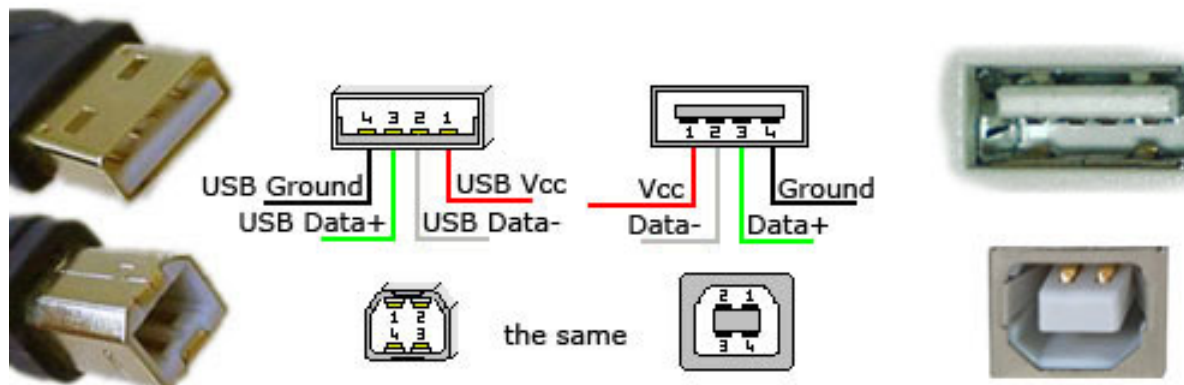 4 3 2 1
1 2 3 4
USB Ground
USB Vcc
Vcc
Ground
USB Data+
USB Data-
Data-
Data+
1 2
4 3
the same
2 1
3 4